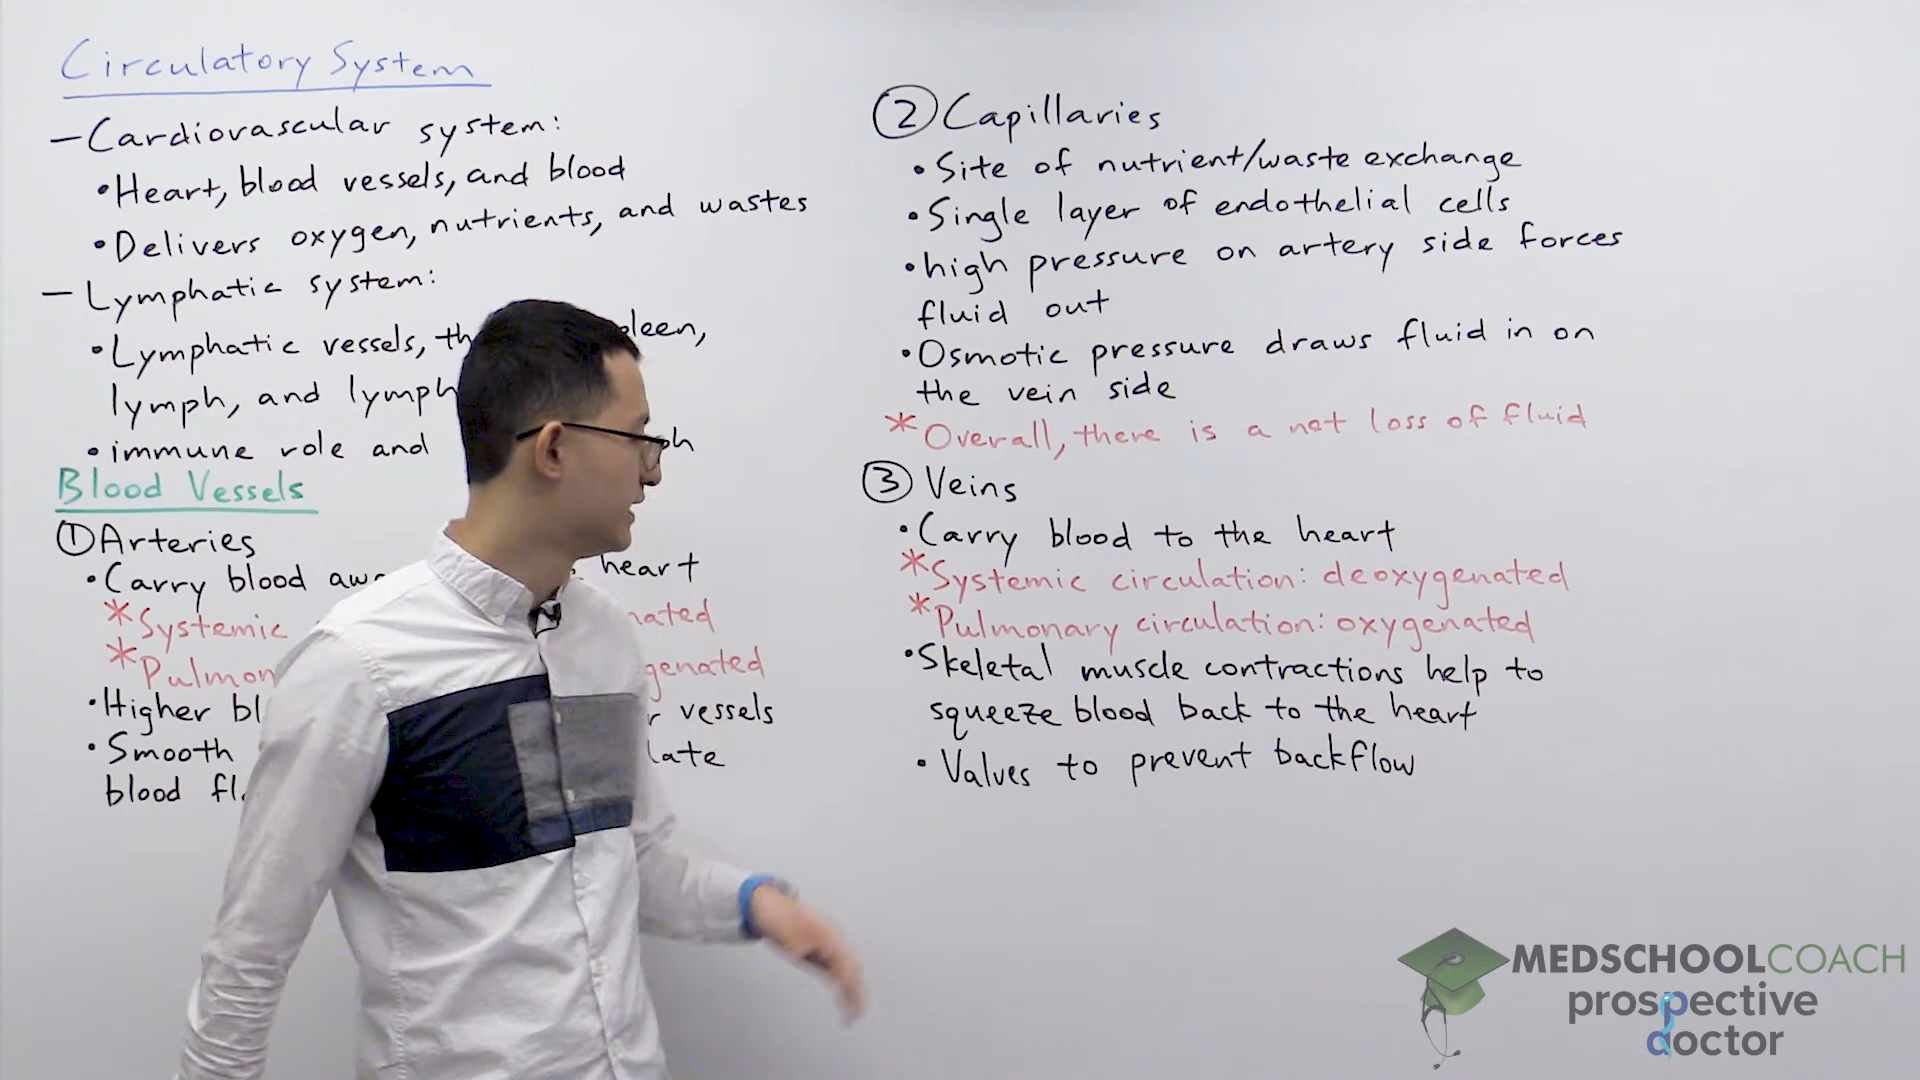 Circulatory System
– Cardiovascular system:
• Heart, blood vessels, and blood
• Delivers oxygen, nutrients, and wastes
– Lymphatic system:
• Lymphatic vessels,
lymph, and
• immune role and
Blood Vessels
① Arteries
• Carry blood heart
* Systemic
*
• Higher vessels
• Smooth
blood
② Capillaries
• Site of nutrient/waste exchange
• Single layer of endothelial cells
• high pressure on artery side forces
fluid out
• Osmotic pressure draws fluid in on
the vein side
* Overall, there is a net loss of fluid
③ Veins
• Carry blood to the heart
* Systemic circulation: deoxygenated
* Pulmonary circulation: oxygenated
• Skeletal muscle contractions help to
squeeze blood back to the heart
• Valves to prevent backflow
MEDSCHOOLCOACH
prospective
doctor